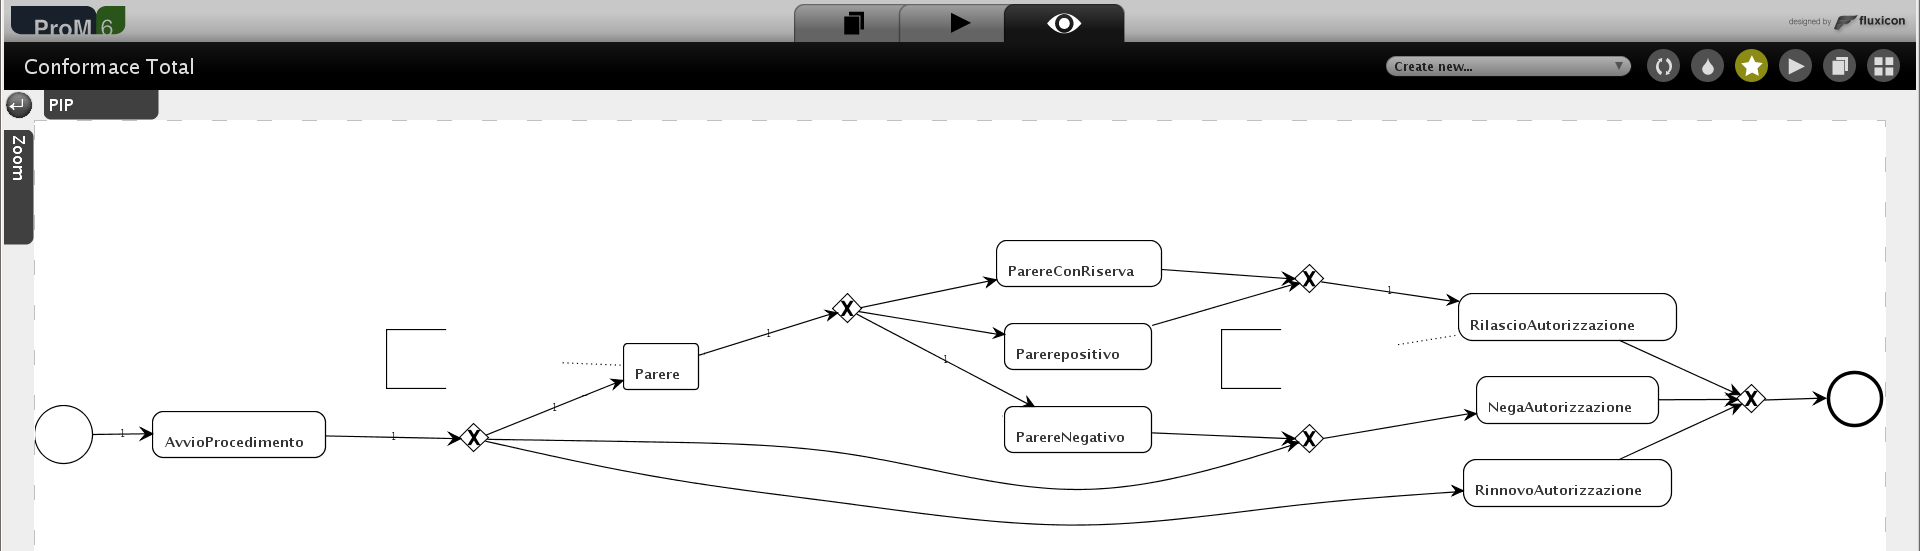 ProM 6
designed by fluxicon
Conformace Total
Create new...
PIP
Zoom
ParereConRiserva
1
RilascioAutorizzazione
1
Parerepositivo
1
Parere
NegaAutorizzazione
1
ParereNegativo
1
AvvioProcedimento
1
RinnovoAutorizzazione
X
X
X
X
X